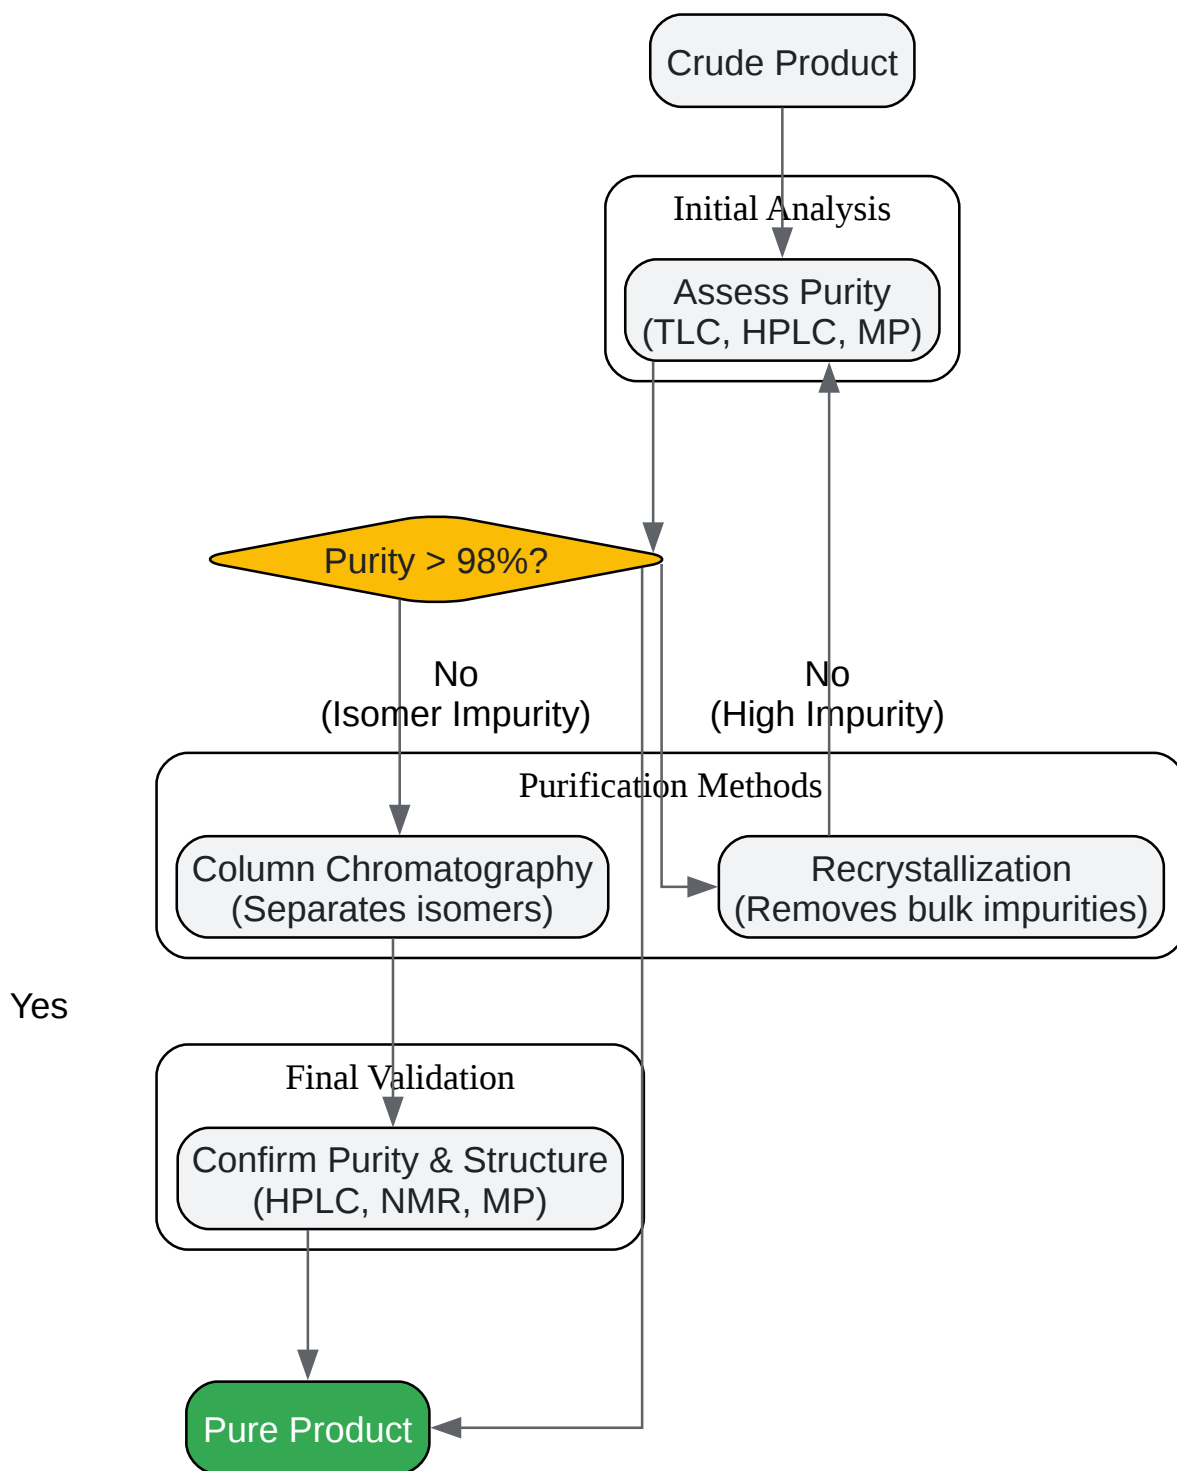 Crude Product
Initial Analysis
Assess Purity
(TLC, HPLC, MP)
Purity > 98%?
No
(Isomer Impurity)
No
(High Impurity)
Purification Methods
Column Chromatography
(Separates isomers)
Recrystallization
(Removes bulk impurities)
Yes
Final Validation
Confirm Purity & Structure
(HPLC, NMR, MP)
Pure Product